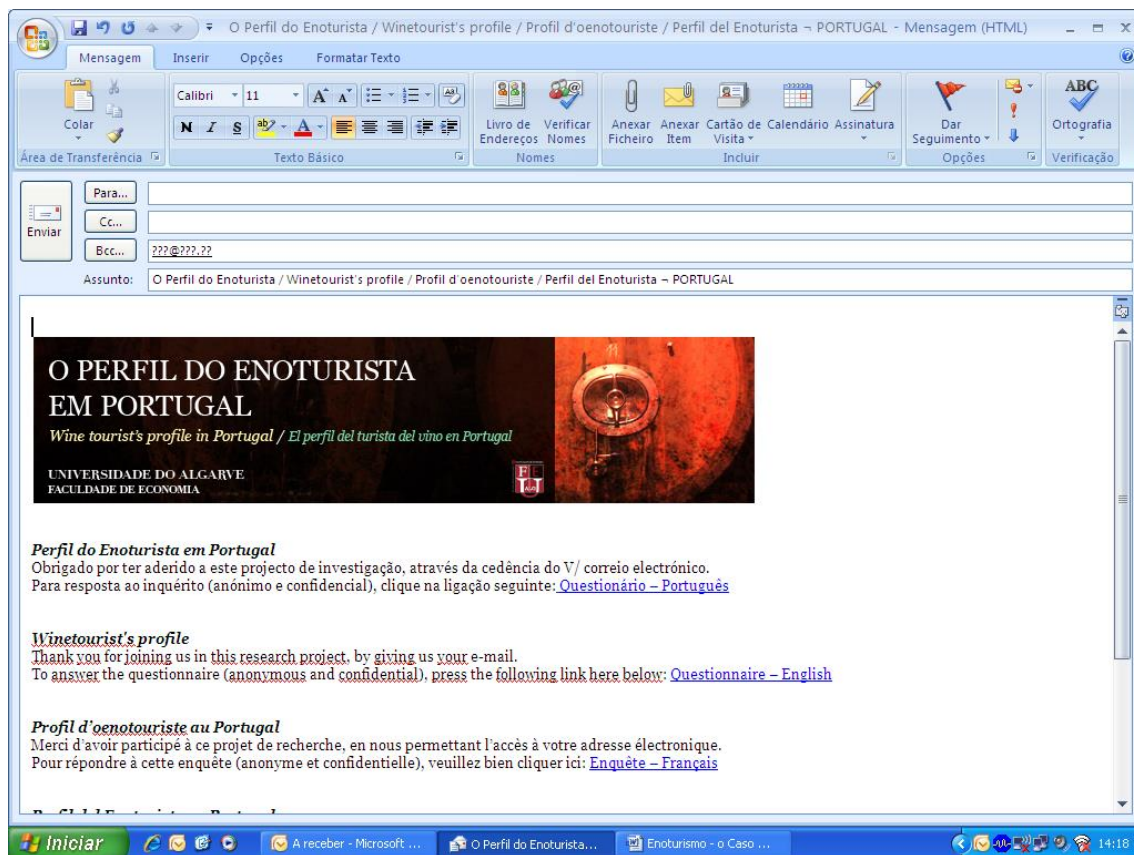 O Perfil do Enoturista / Winetourist's profile / Profil d'oenotouriste / Perfil del Enoturista ¬ PORTUGAL - Mensagem (HTML)
Mensagem Inserir Opções Formatar Texto
Colar
Calibri 11
N I S
Livro de Endereços
Verificar Nomes
Anexar Ficheiro
Anexar Item
Cartão de Visita
Calendário
Assinatura
Dar Seguimento
ABC
Ortografia
Área de Transferência
Texto Básico
Nomes
Incluir
Opções
Verificação
Enviar
Para...
Cc...
Bcc... ???@???.??
Assunto: O Perfil do Enoturista / Winetourist's profile / Profil d'oenotouriste / Perfil del Enoturista ¬ PORTUGAL
O PERFIL DO ENOTURISTA
EM PORTUGAL
Wine tourist's profile in Portugal / El perfil del turista del vino en Portugal
UNIVERSIDADE DO ALGARVE
FACULDADE DE ECONOMIA
Perfil do Enoturista em Portugal
Obrigado por ter aderido a este projecto de investigação, através da cedência do V/ correio electrónico.
Para resposta ao inquérito (anónimo e confidencial), clique na ligação seguinte: Questionário – Português
Winetourist's profile
Thank you for joining us in this research project, by giving us your e-mail.
To answer the questionnaire (anonymous and confidential), press the following link here below: Questionnaire – English
Profil d'oenotouriste au Portugal
Merci d'avoir participé à ce projet de recherche, en nous permettant l'accès à votre adresse électronique.
Pour répondre à cette enquête (anonyme et confidentielle), veuillez bien cliquer ici: Enquête – Français
Iniciar
A receber - Microsoft ...
O Perfil do Enoturista...
Enoturismo - o Caso ...
14:18